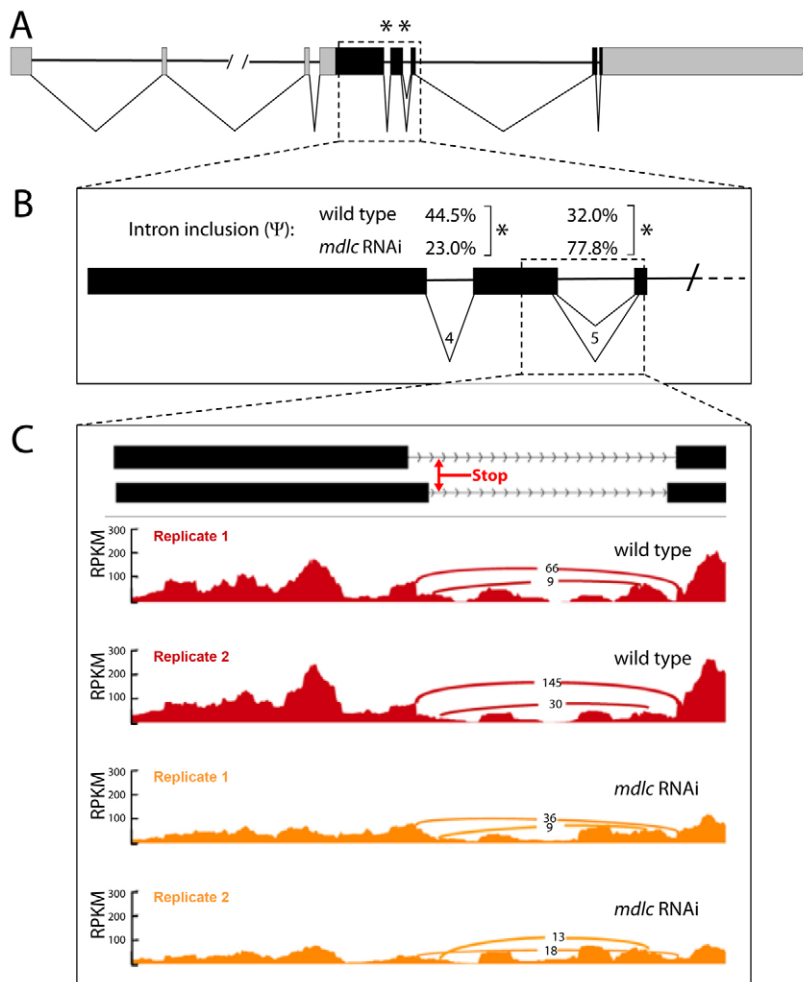 A
* *
B
Intron inclusion (Ψ):
wild type 44.5% * 32.0% *
mdlc RNAi 23.0% 77.8%
4
5
C
Stop
RPKM
300
200
100
Replicate 1
wild type
66
9
RPKM
300
200
100
Replicate 2
wild type
145
30
RPKM
300
200
100
Replicate 1
mdlc RNAi
36
9
RPKM
300
200
100
Replicate 2
mdlc RNAi
13
18